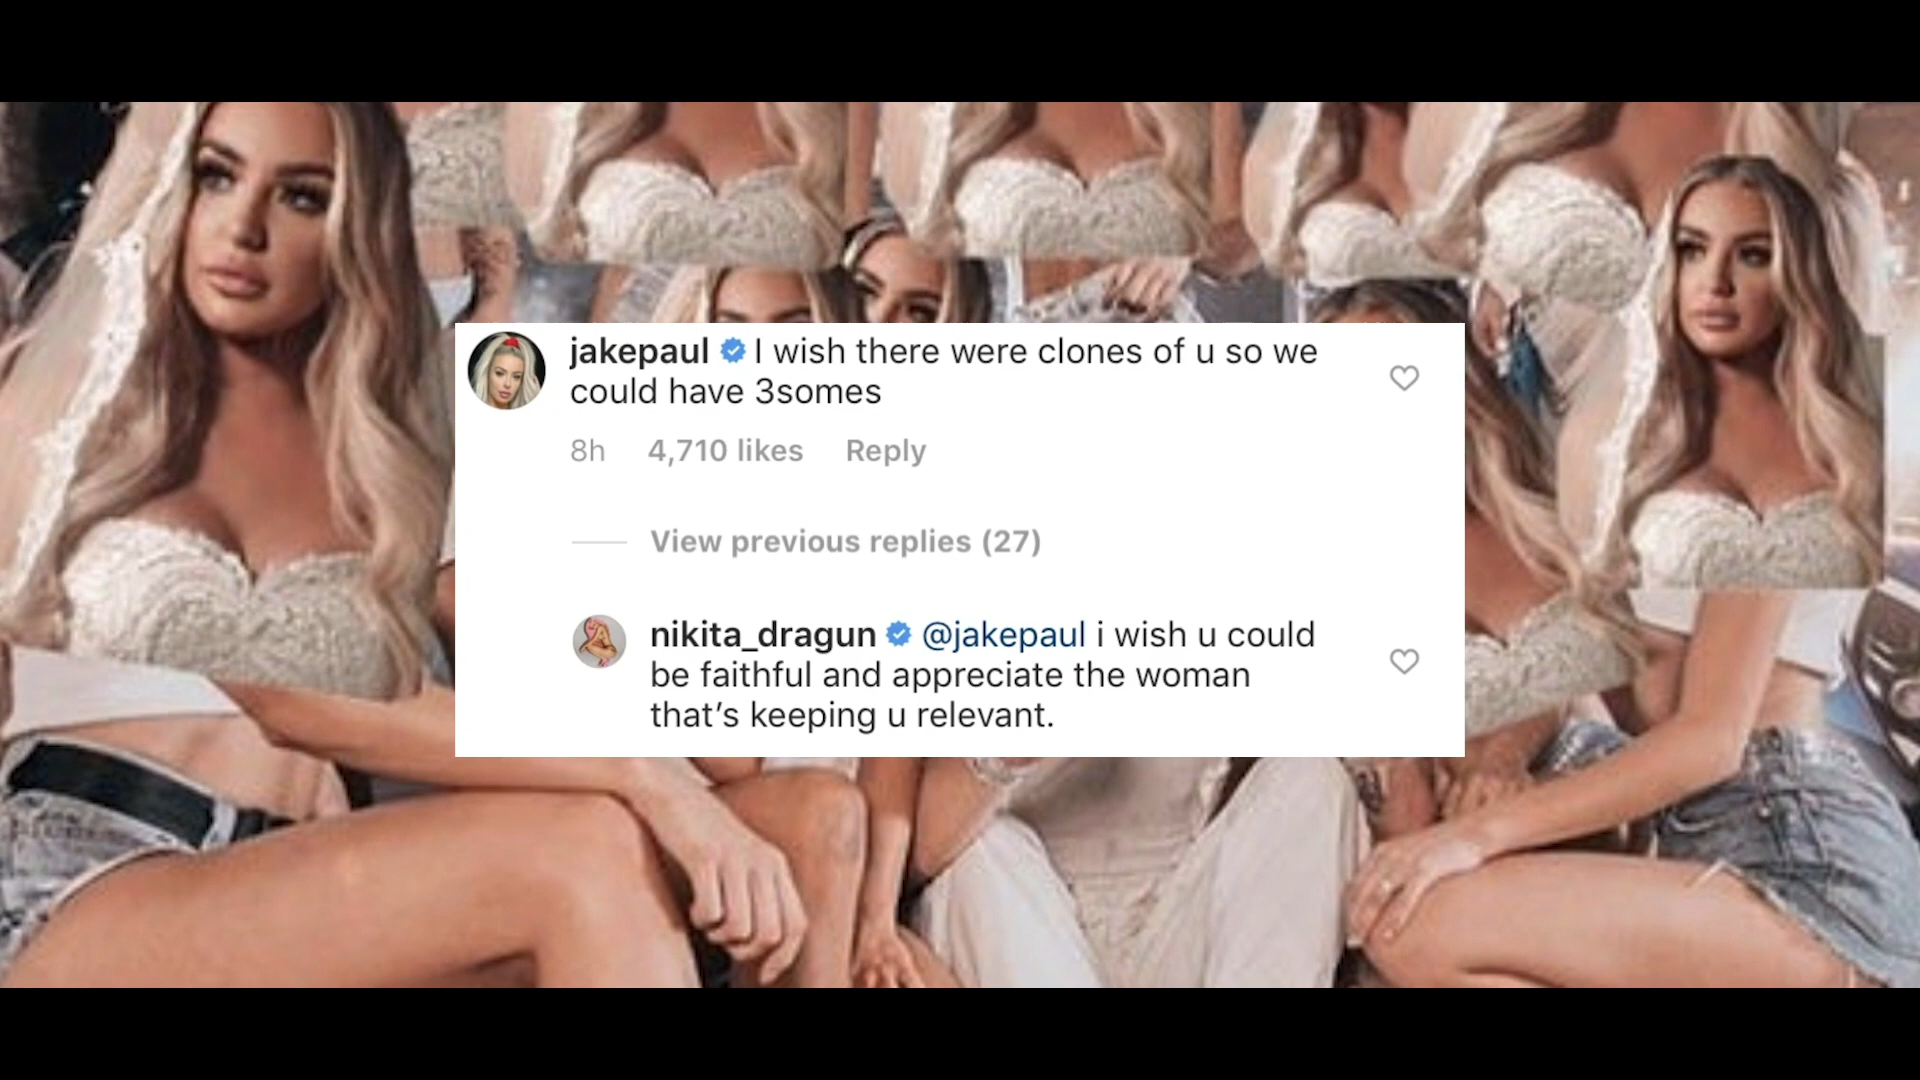 jakepaul I wish there were clones of u so we
could have 3somes
8h 4,710 likes Reply
View previous replies (27)
nikita_dragun @jakepaul i wish u could
be faithful and appreciate the woman
that’s keeping u relevant.